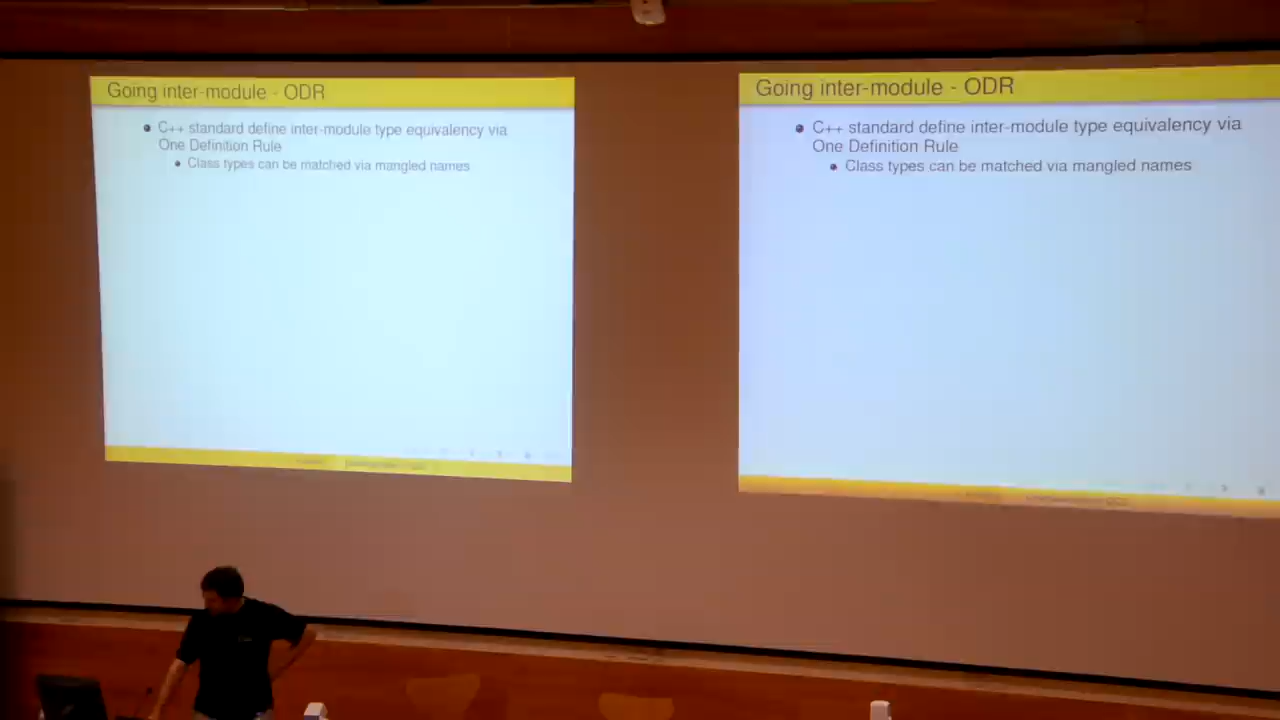 Going inter-module - ODR
C++ standard define inter-module type equivalency via
One Definition Rule
Class types can be matched via mangled names
Going inter-module - ODR
C++ standard define inter-module type equivalency via
One Definition Rule
Class types can be matched via mangled names